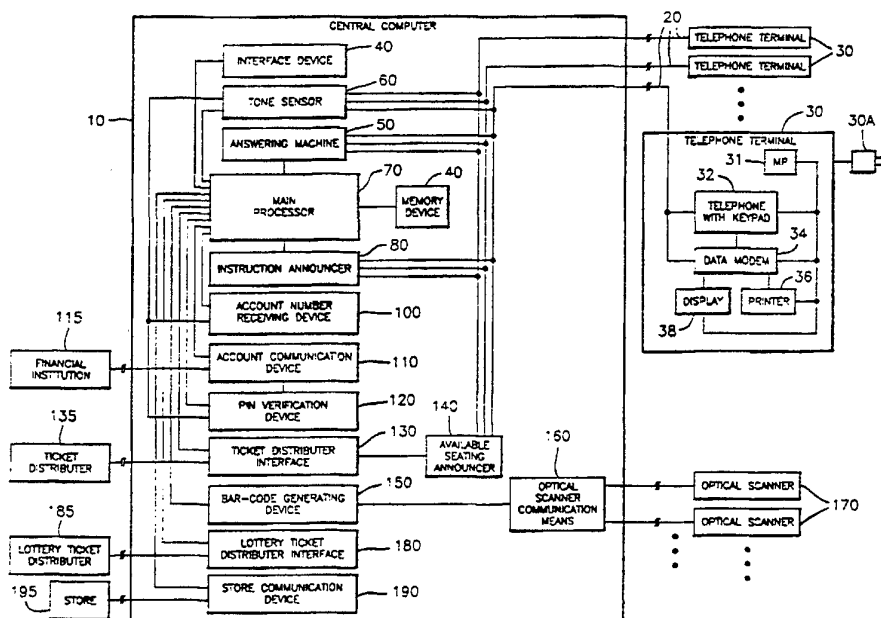 CENTRAL COMPUTER
10
INTERFACE DEVICE
40
TONE SENSOR
60
ANSWERING MACHINE
50
MAIN
PROCESSOR
70
MEMORY
DEVICE
40
INSTRUCTION ANNOUNCER
80
ACCOUNT NUMBER
RECEIVING DEVICE
100
ACCOUNT COMMUNICATION
DEVICE
110
PIN VERIFICATION
DEVICE
120
TICKET DISTRIBUTER
INTERFACE
130
AVAILABLE
SEATING
ANNOUNCER
140
BAR-CODE GENERATING
DEVICE
150
OPTICAL
SCANNER
COMMUNICATION
MEANS
160
LOTTERY TICKET
DISTRIBUTER INTERFACE
180
STORE COMMUNICATION
DEVICE
190
115
FINANCIAL
INSTITUTION
135
TICKET
DISTRIBUTER
185
LOTTERY TICKET
DISTRIBUTER
195
STORE
20
TELEPHONE TERMINAL
TELEPHONE TERMINAL
30
30
TELEPHONE TERMINAL
30A
31
MP
32
TELEPHONE
WITH KEYPAD
34
DATA MODEM
36
DISPLAY
PRINTER
38
OPTICAL SCANNER
OPTICAL SCANNER
170